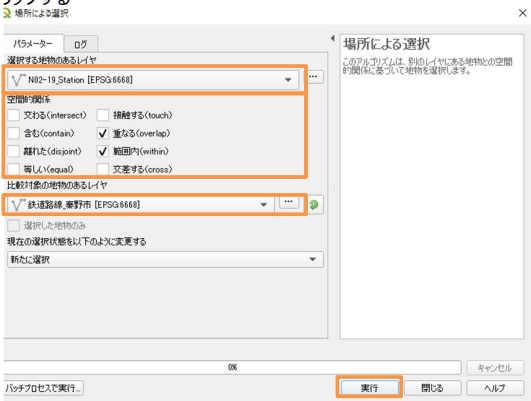 場所による選択
パラメーター ログ
選択する地物のあるレイヤ
N02-19_Station [EPSG:6668]
空間的関係
交わる(intersect) 接触する(touch)
含む(contain) 重なる(overlap)
離れた(disjoint) 範囲内(within)
等しい(equal) 交差する(cross)
比較対象の地物のあるレイヤ
鉄道路線_秦野市 [EPSG:6668]
選択した地物のみ
現在の選択状態を以下のように変更する
新たに選択
場所による選択
このアルゴリズムは、別のレイヤにある地物との空間
的関係に基づいて地物を選択します。
0%
キャンセル
バッチプロセスで実行...
実行 閉じる ヘルプ